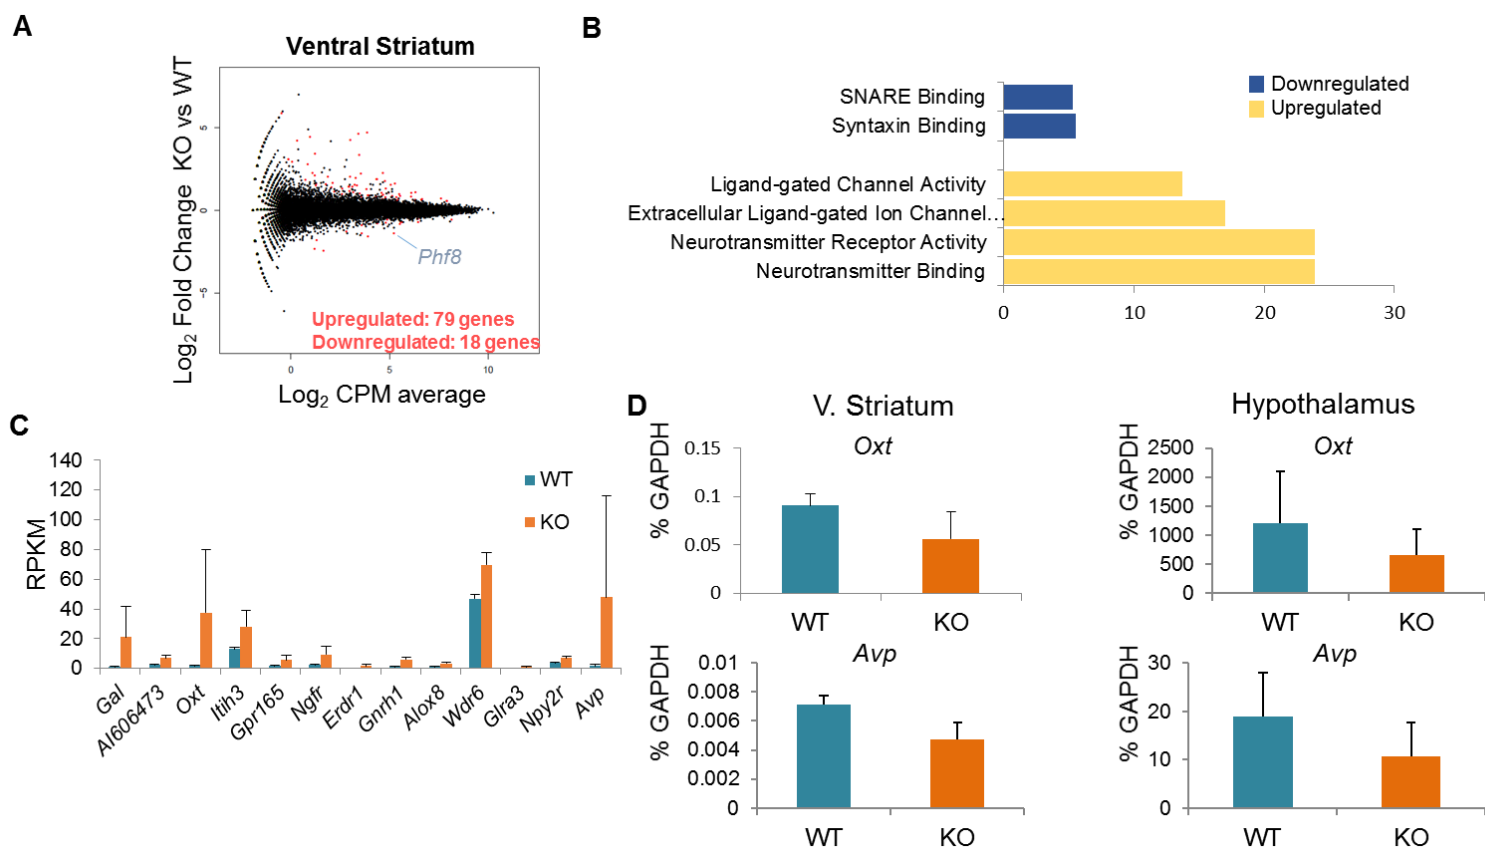 A
Ventral Striatum
Log2 Fold Change KO vs WT
5
0
-5
Phf8
Upregulated: 79 genes
Downregulated: 18 genes
0 5 10
Log2 CPM average
B
Downregulated
Upregulated
SNARE Binding
Syntaxin Binding
Ligand-gated Channel Activity
Extracellular Ligand-gated Ion Channel...
Neurotransmitter Receptor Activity
Neurotransmitter Binding
0 10 20 30
C
RPKM
140
120
100
80
60
40
20
0
WT
KO
Gal AI606473 Oxt Itih3 Gpr165 Ngfr Erdr1 Gnrh1 Alox8 Wdr6 Glra3 Npy2r Avp
D
V. Striatum
Oxt
% GAPDH
0.15
0.1
0.05
0
WT KO
Hypothalamus
Oxt
% GAPDH
2500
2000
1500
1000
500
0
WT KO
Avp
% GAPDH
0.01
0.008
0.006
0.004
0.002
0
WT KO
Avp
% GAPDH
30
20
10
0
WT KO